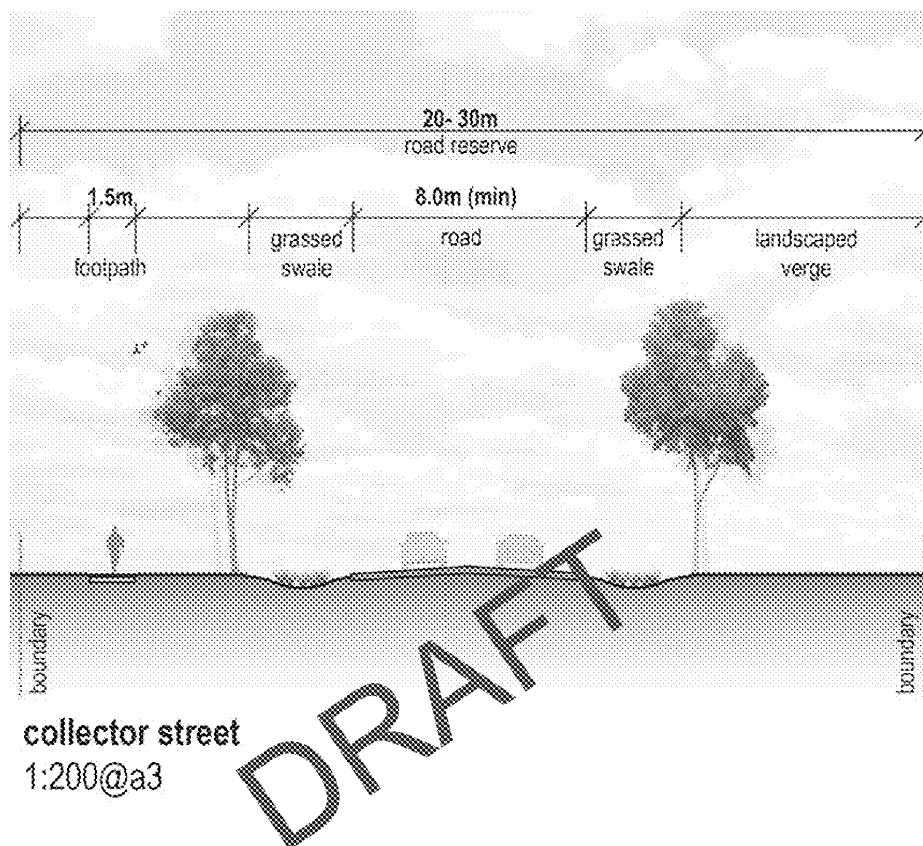 20- 30m
road reserve
1.5m
8.0m (min)
footpath
grassed
swale
road
grassed
swale
landscaped
verge
boundary
boundary
collector street
1:200@a3
DRAFT